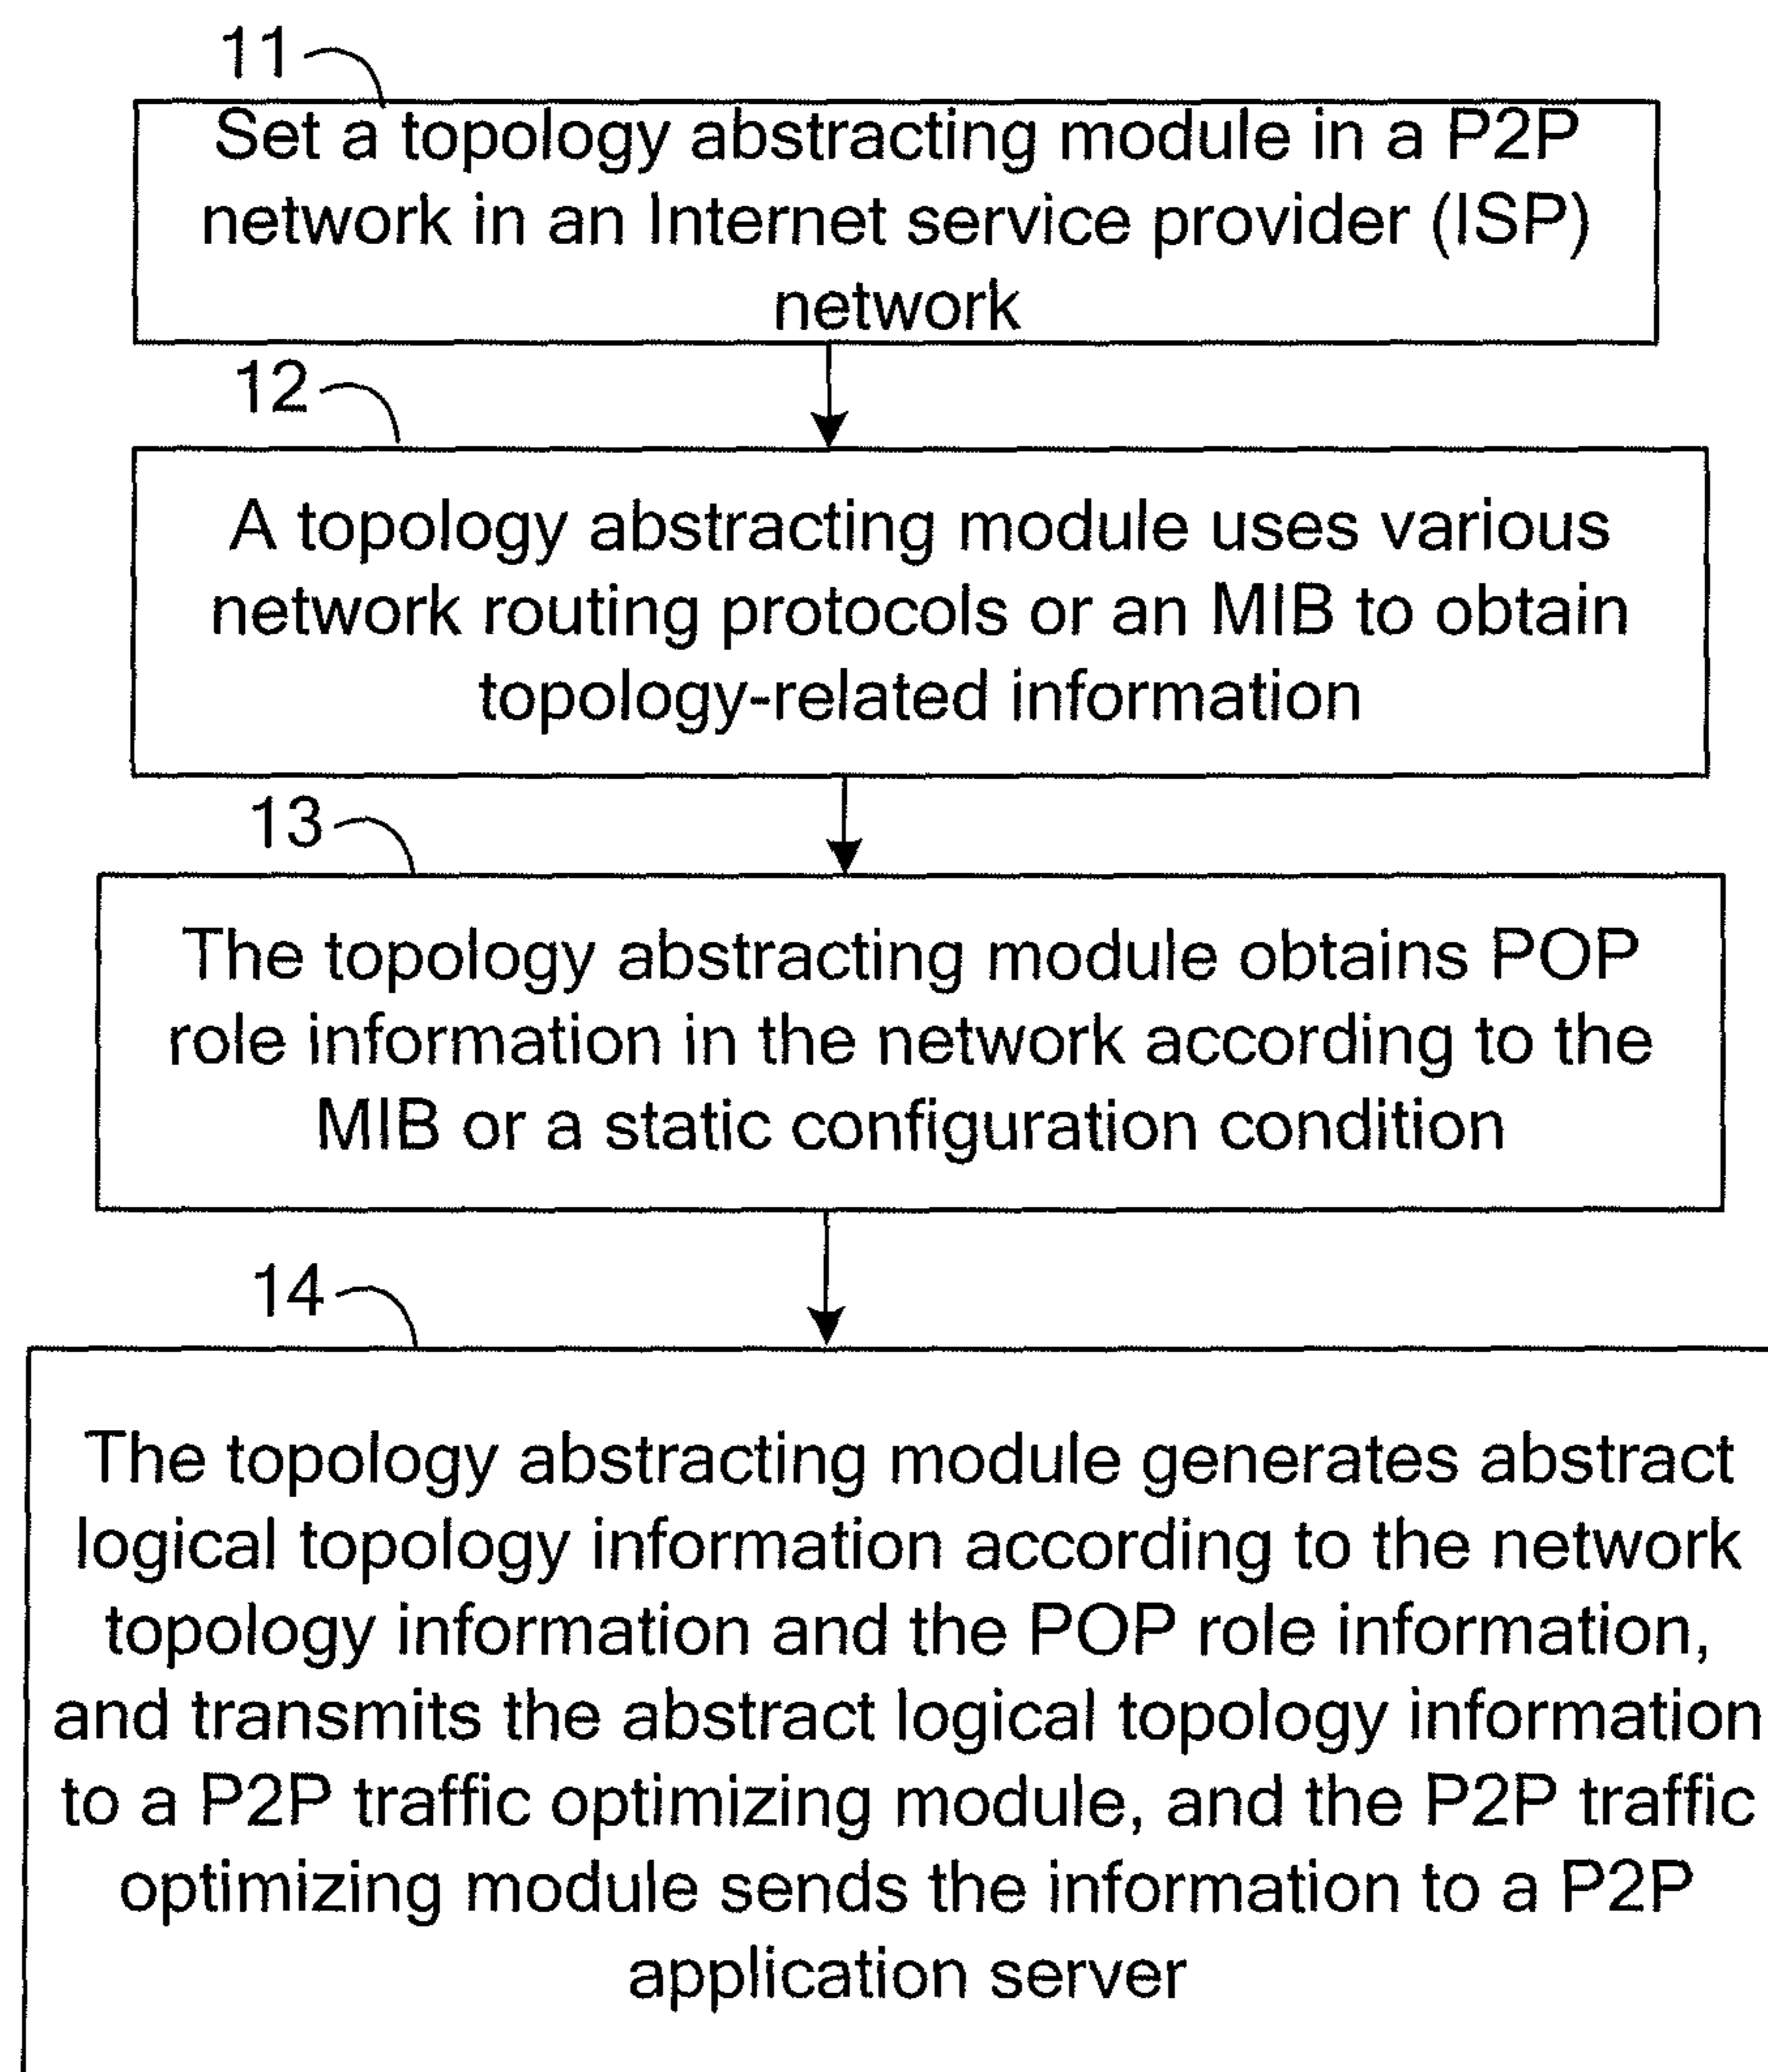 11
Set a topology abstracting module in a P2P
network in an Internet service provider (ISP)
network
12
A topology abstracting module uses various
network routing protocols or an MIB to obtain
topology-related information
13
The topology abstracting module obtains POP
role information in the network according to the
MIB or a static configuration condition
14
The topology abstracting module generates abstract
logical topology information according to the network
topology information and the POP role information,
and transmits the abstract logical topology information
to a P2P traffic optimizing module, and the P2P traffic
optimizing module sends the information to a P2P
application server